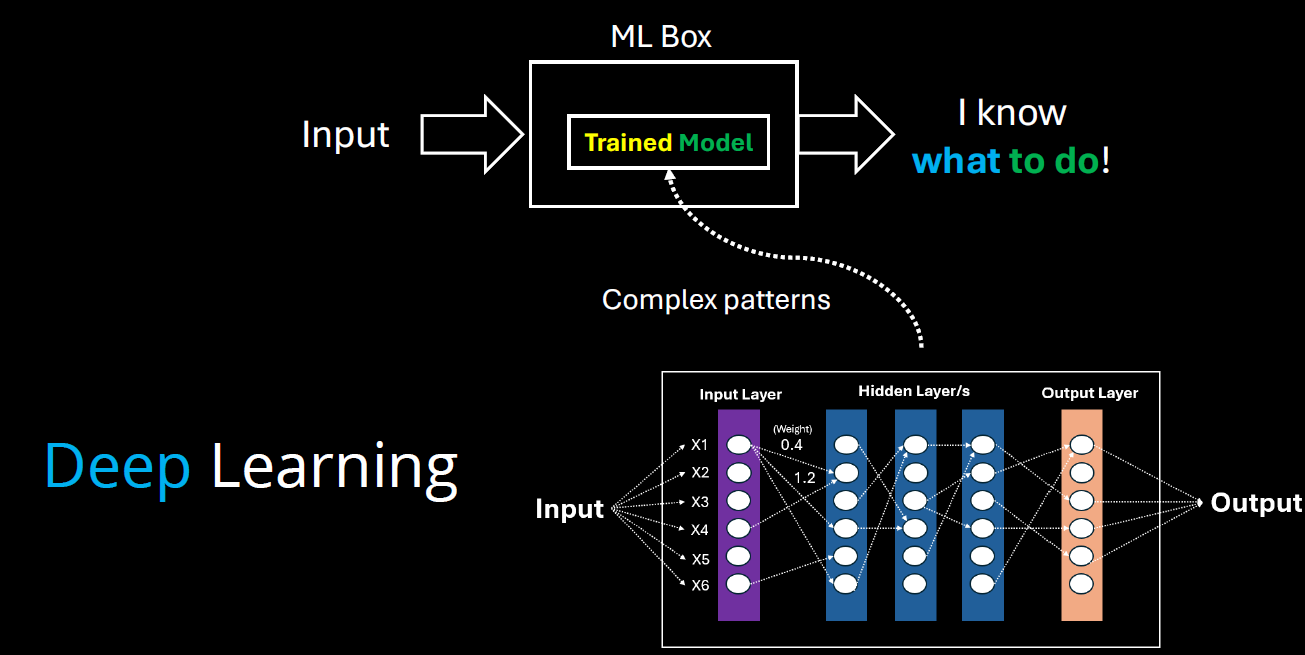 ML Box
Input
Trained Model
I know
what to do!
Complex patterns
Deep Learning
Input Layer
Hidden Layer/s
Output Layer
(Weight)
0.4
1.2
X1
X2
X3
X4
X5
X6
Input
Output